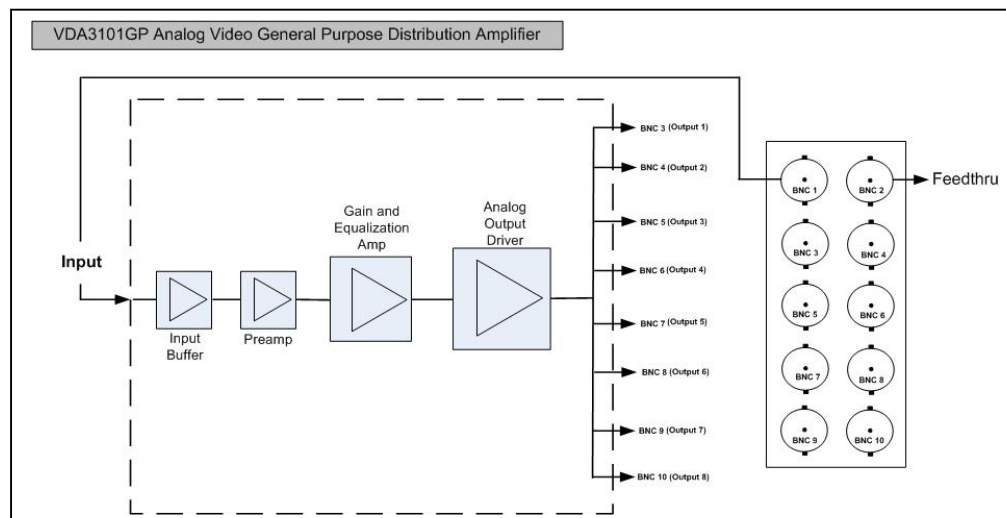 VDA3101GP Analog Video General Purpose Distribution Amplifier
BNC 3 (Output 1)
BNC 4 (Output 2)
BNC 5 (Output 3)
BNC 6 (Output 4)
BNC 7 (Output 5)
BNC 8 (Output 6)
BNC 9 (Output 7)
BNC 10 (Output 8)
Input
Input
Buffer
Preamp
Gain and
Equalization
Amp
Analog
Output
Driver
BNC 1
BNC 2
Feedthru
BNC 3
BNC 4
BNC 5
BNC 6
BNC 7
BNC 8
BNC 9
BNC 10